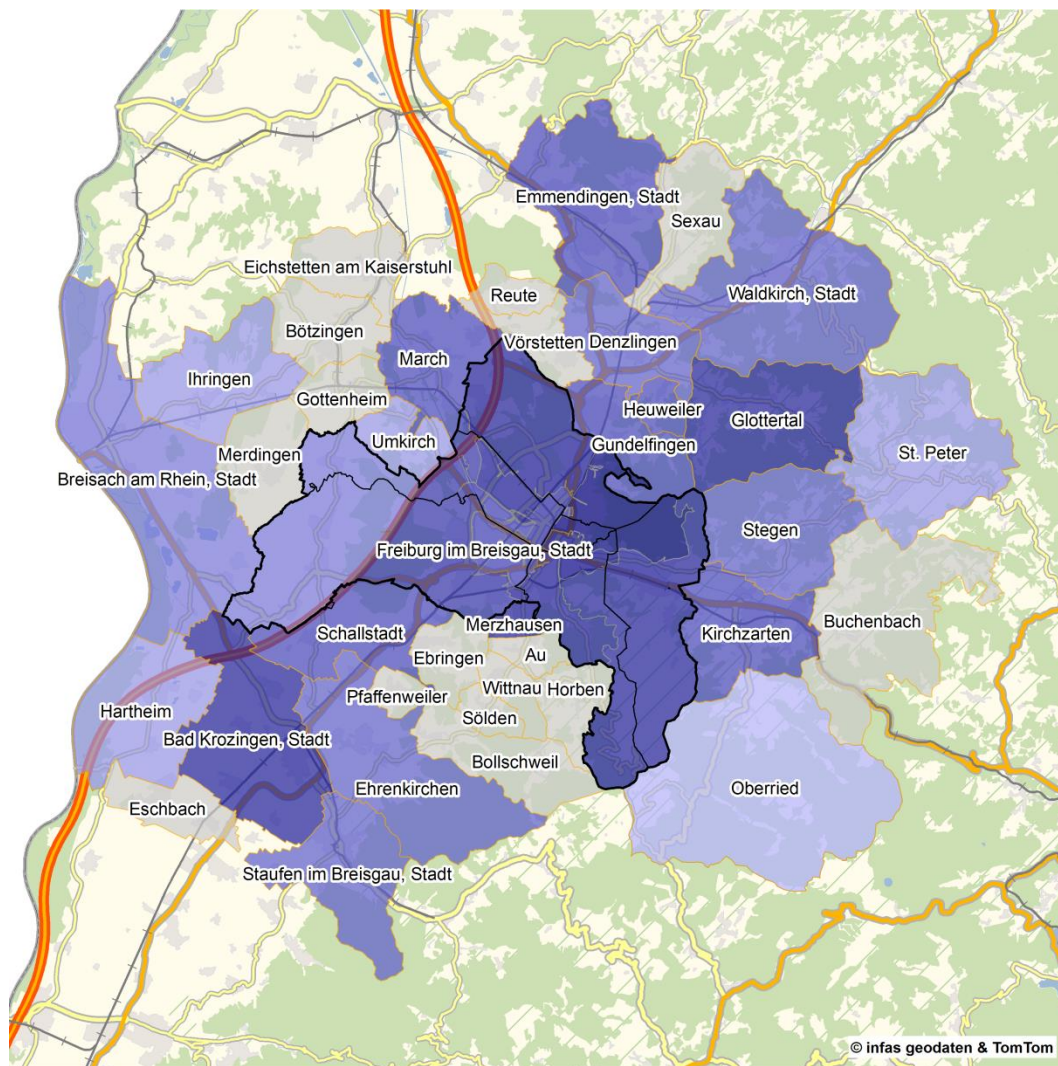 Emmendingen, Stadt
Sexau
Eichstetten am Kaiserstuhl
Reute
Waldkirch, Stadt
Bötzingen
Vörstetten
Denzlingen
March
Ihringen
Gottenheim
Heuweiler
Glottertal
Umkirch
Gundelfingen
Merdingen
St. Peter
Breisach am Rhein, Stadt
Stegen
Freiburg im Breisgau, Stadt
Buchenbach
Merzhausen
Schallstadt
Kirchzarten
Au
Ebringen
Wittnau
Horben
Pfaffenweiler
Hartheim
Sölden
Bad Krozingen, Stadt
Bollschweil
Ehrenkirchen
Oberried
Eschbach
Staufen im Breisgau, Stadt
© infas geodaten & TomTom